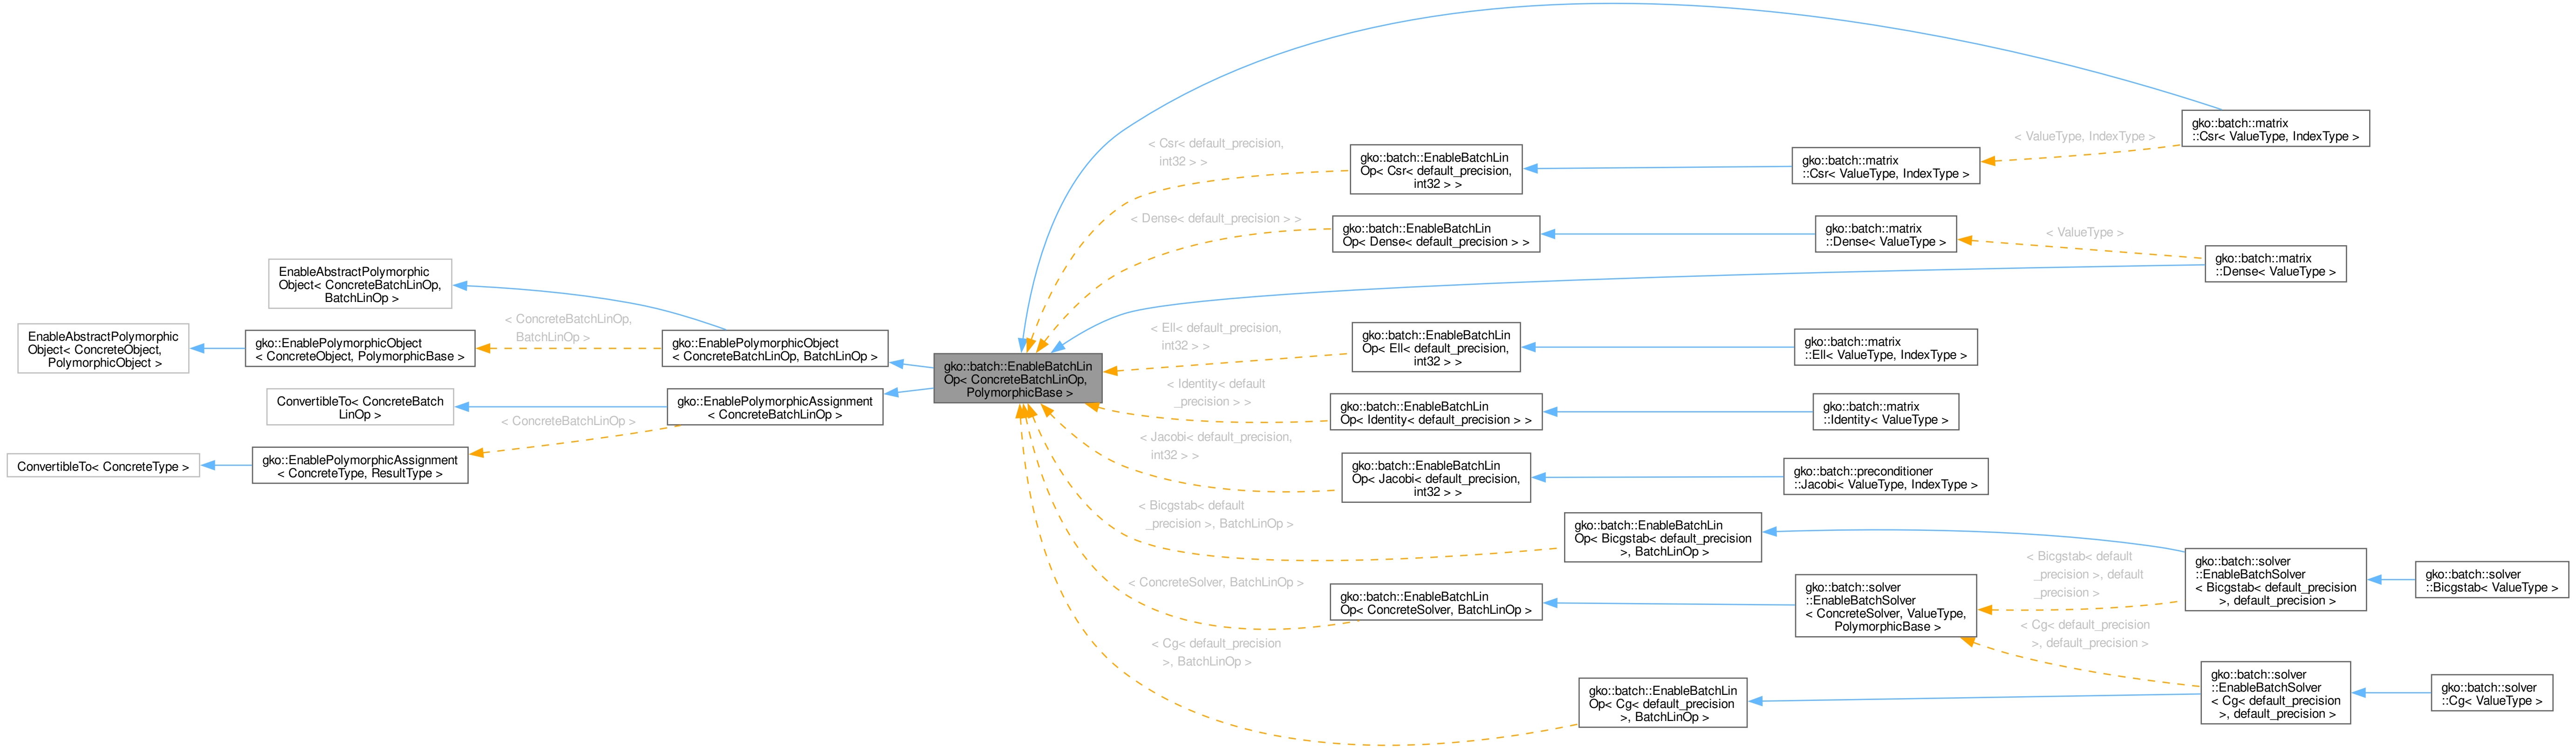 EnableAbstractPolymorphic
Object< ConcreteObject,
PolymorphicObject >
ConvertibleTo< ConcreteType >
gko::EnablePolymorphicObject
< ConcreteObject, PolymorphicBase >
EnableAbstractPolymorphic
Object< ConcreteBatchLinOp,
BatchLinOp >
ConvertibleTo< ConcreteBatch
LinOp >
gko::EnablePolymorphicAssignment
< ConcreteType, ResultType >
< ConcreteBatchLinOp,
BatchLinOp >
< ConcreteBatchLinOp >
gko::EnablePolymorphicObject
< ConcreteBatchLinOp, BatchLinOp >
gko::EnablePolymorphicAssignment
< ConcreteBatchLinOp >
gko::batch::EnableBatchLin
Op< ConcreteBatchLinOp,
PolymorphicBase >
< Csr< default_precision,
int32 > >
< Dense< default_precision > >
< Ell< default_precision,
int32 > >
< Identity< default
_precision > >
< Jacobi< default_precision,
int32 > >
< Bicgstab< default
_precision >, BatchLinOp >
< ConcreteSolver, BatchLinOp >
< Cg< default_precision
>, BatchLinOp >
gko::batch::EnableBatchLin
Op< Csr< default_precision,
int32 > >
gko::batch::EnableBatchLin
Op< Dense< default_precision > >
gko::batch::EnableBatchLin
Op< Ell< default_precision,
int32 > >
gko::batch::EnableBatchLin
Op< Identity< default_precision > >
gko::batch::EnableBatchLin
Op< Jacobi< default_precision,
int32 > >
gko::batch::EnableBatchLin
Op< Bicgstab< default_precision
>, BatchLinOp >
gko::batch::EnableBatchLin
Op< ConcreteSolver, BatchLinOp >
gko::batch::EnableBatchLin
Op< Cg< default_precision
>, BatchLinOp >
gko::batch::matrix
::Csr< ValueType, IndexType >
gko::batch::matrix
::Dense< ValueType >
gko::batch::matrix
::Ell< ValueType, IndexType >
gko::batch::matrix
::Identity< ValueType >
gko::batch::preconditioner
::Jacobi< ValueType, IndexType >
gko::batch::solver
::EnableBatchSolver
< ConcreteSolver, ValueType,
PolymorphicBase >
< ValueType, IndexType >
< ValueType >
< Bicgstab< default
_precision >, default
_precision >
< Cg< default_precision
>, default_precision >
gko::batch::matrix
::Csr< ValueType, IndexType >
gko::batch::matrix
::Dense< ValueType >
gko::batch::solver
::EnableBatchSolver
< Bicgstab< default_precision
>, default_precision >
gko::batch::solver
::EnableBatchSolver
< Cg< default_precision
>, default_precision >
gko::batch::solver
::Bicgstab< ValueType >
gko::batch::solver
::Cg< ValueType >